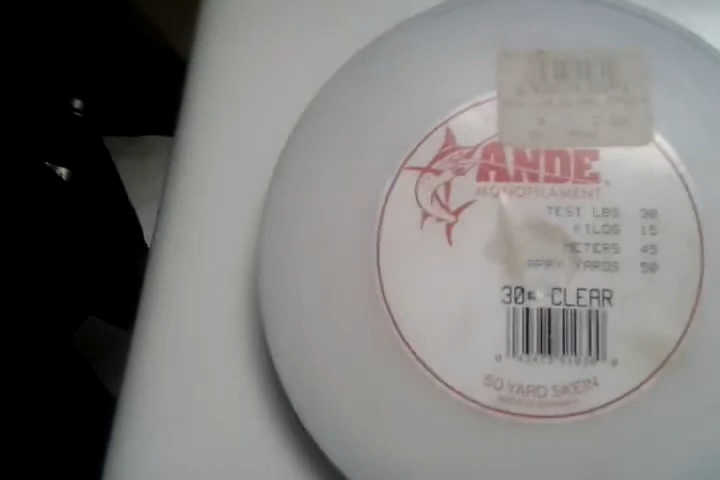 ANDE
MONOFILAMENT
TEST LBS 30
KILOS 15
METERS 45
APPX YARDS 50
30# CLEAR
50 YARD SKEIN